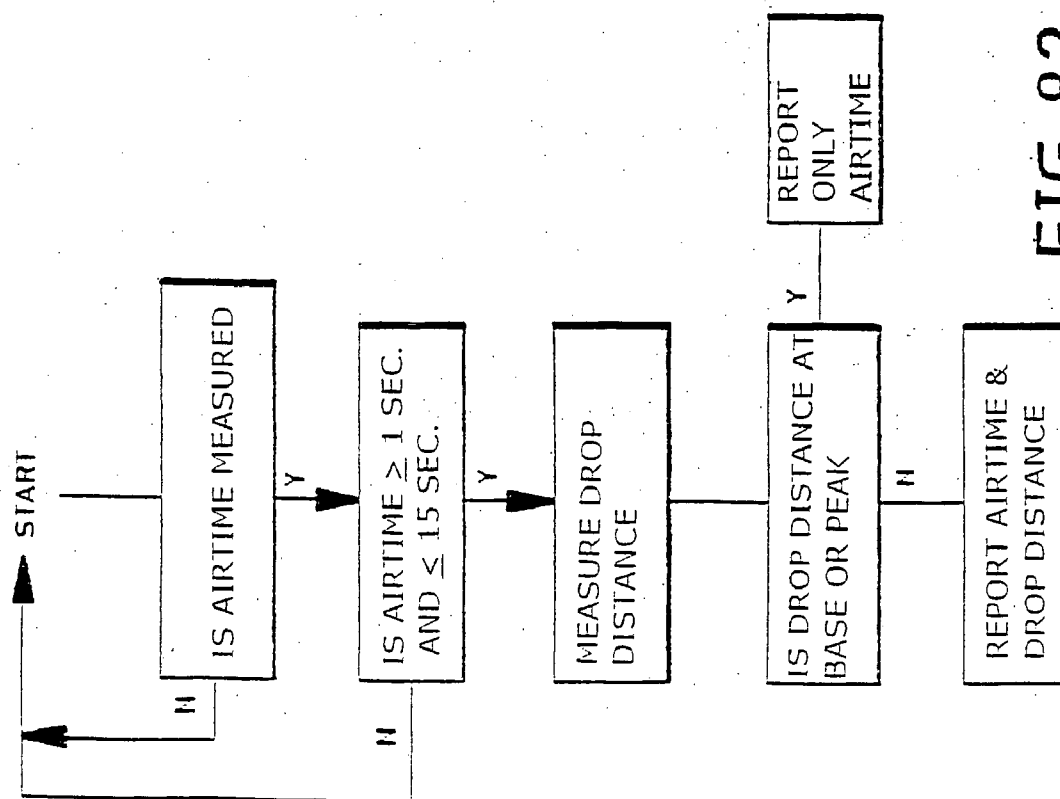 START
IS AIRTIME MEASURED
N
Y
IS AIRTIME ≥ 1 SEC.
AND ≤ 15 SEC.
N
Y
MEASURE DROP
DISTANCE
IS DROP DISTANCE AT
BASE OR PEAK
Y
REPORT
ONLY
AIRTIME
N
REPORT AIRTIME &
DROP DISTANCE